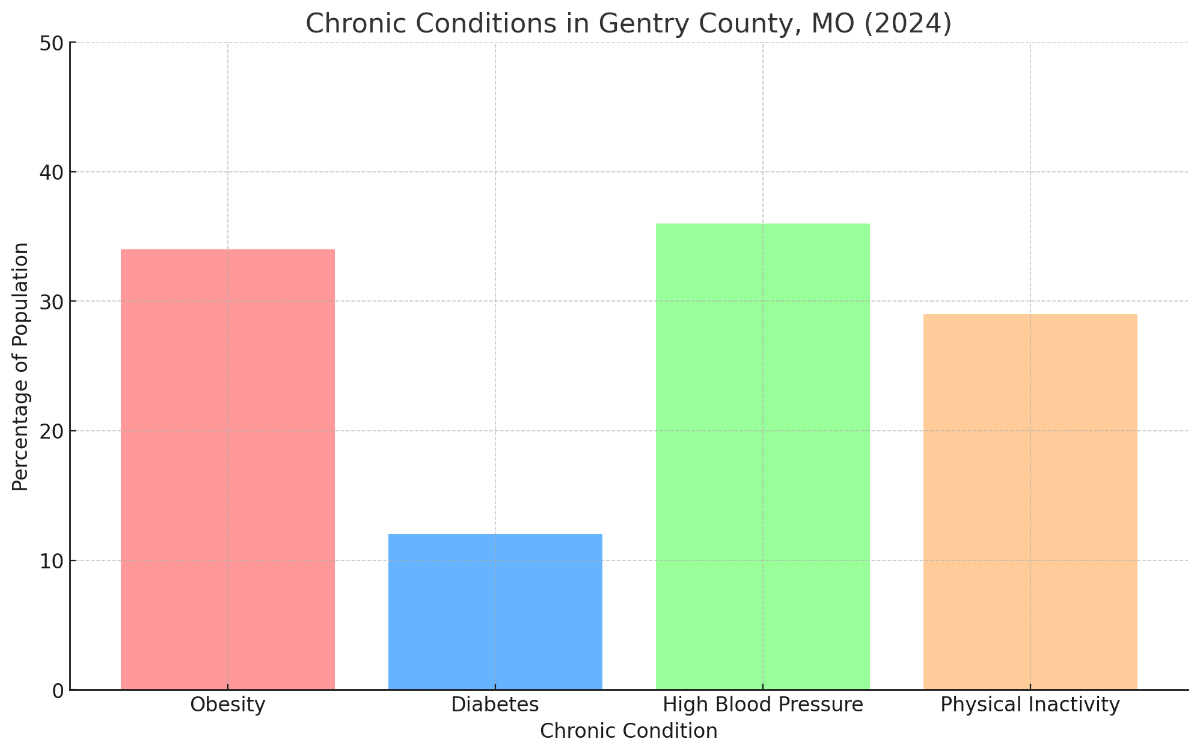 Chronic Conditions in Gentry County, MO (2024)
Percentage of Population
50
40
30
20
10
0
Obesity Diabetes High Blood Pressure Physical Inactivity
Chronic Condition